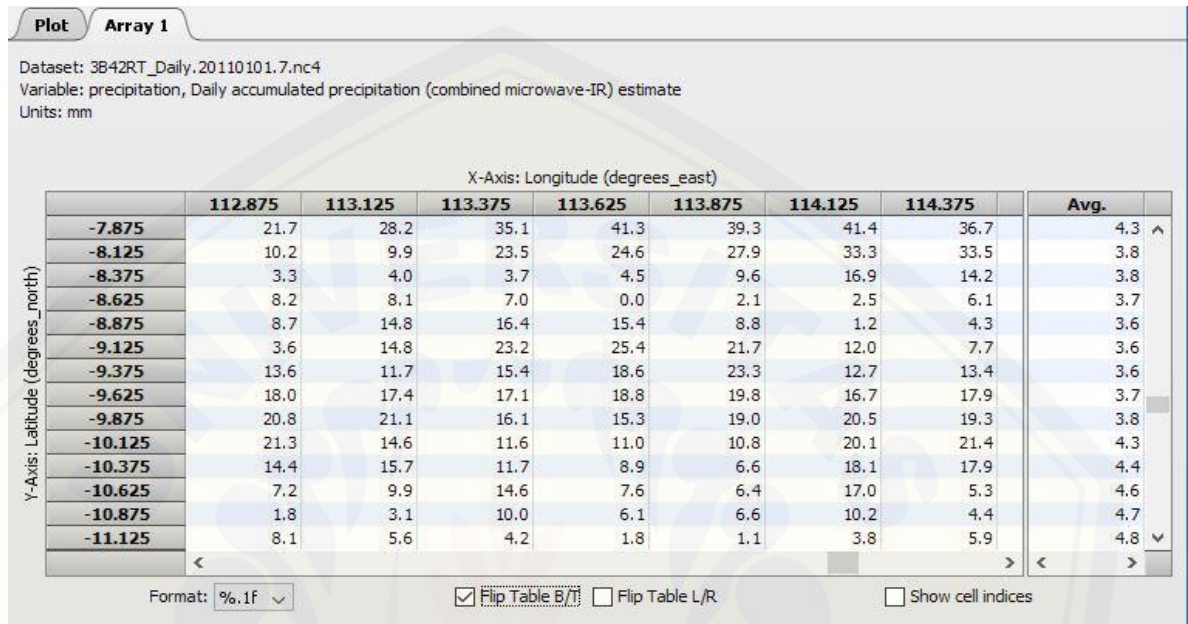 Plot Array 1
Dataset: 3B42RT_Daily.20110101.7.nc4
Variable: precipitation, Daily accumulated precipitation (combined microwave-IR) estimate
Units: mm
X-Axis: Longitude (degrees_east)
112.875 113.125 113.375 113.625 113.875 114.125 114.375 Avg.
-7.875 21.7 28.2 35.1 41.3 39.3 41.4 36.7 4.3
-8.125 10.2 9.9 23.5 24.6 27.9 33.3 33.5 3.8
-8.375 3.3 4.0 3.7 4.5 9.6 16.9 14.2 3.8
-8.625 8.2 8.1 7.0 0.0 2.1 2.5 6.1 3.7
-8.875 8.7 14.8 16.4 15.4 8.8 1.2 4.3 3.6
-9.125 3.6 14.8 23.2 25.4 21.7 12.0 7.7 3.6
-9.375 13.6 11.7 15.4 18.6 23.3 12.7 13.4 3.6
-9.625 18.0 17.4 17.1 18.8 19.8 16.7 17.9 3.7
-9.875 20.8 21.1 16.1 15.3 19.0 20.5 19.3 3.8
-10.125 21.3 14.6 11.6 11.0 10.8 20.1 21.4 4.3
-10.375 14.4 15.7 11.7 8.9 6.6 18.1 17.9 4.4
-10.625 7.2 9.9 14.6 7.6 6.4 17.0 5.3 4.6
-10.875 1.8 3.1 10.0 6.1 6.6 10.2 4.4 4.7
-11.125 8.1 5.6 4.2 1.8 1.1 3.8 5.9 4.8
Y-Axis: Latitude (degrees_north)
Format: %.1f Flip Table B/T Flip Table L/R Show cell indices